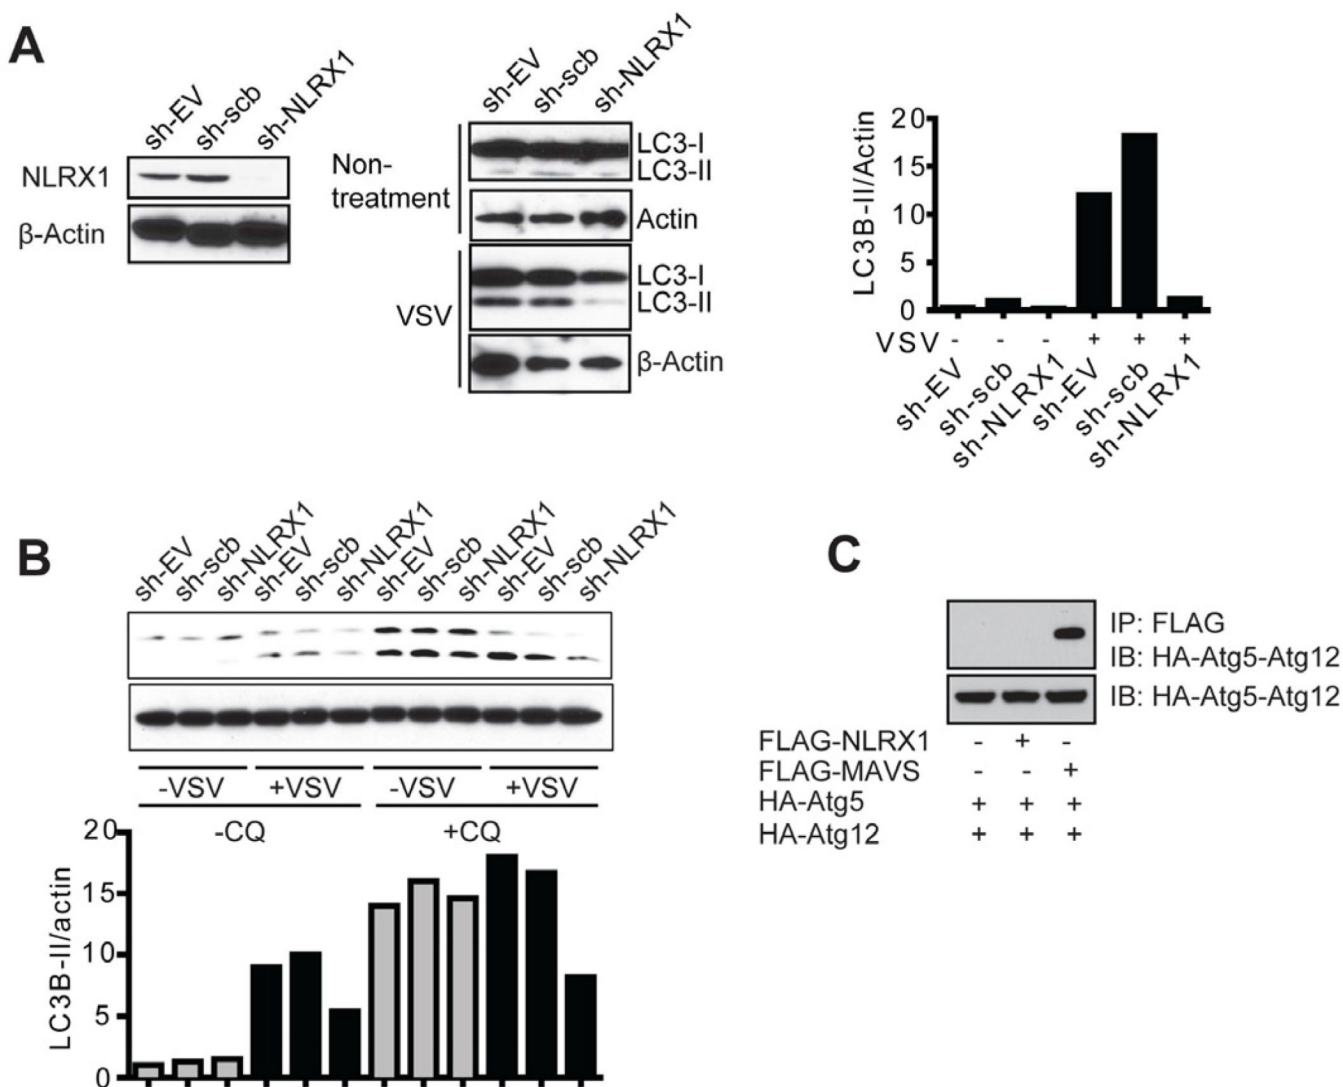 A
sh-EV
sh-scb
sh-NLRX1
NLRX1
β-Actin
sh-EV
sh-scb
sh-NLRX1
Non-
treatment
LC3-I
LC3-II
Actin
VSV
LC3-I
LC3-II
β-Actin
LC3B-II/Actin
20
15
10
5
0
VSV - - - + + +
sh-EV
sh-scb
sh-NLRX1
sh-EV
sh-scb
sh-NLRX1
B
sh-EV
sh-scb
sh-NLRX1
sh-EV
sh-scb
sh-NLRX1
sh-EV
sh-scb
sh-NLRX1
sh-EV
sh-scb
sh-NLRX1
-VSV +VSV -VSV +VSV
-CQ +CQ
LC3B-II/actin
20
15
10
5
0
C
IP: FLAG
IB: HA-Atg5-Atg12
IB: HA-Atg5-Atg12
FLAG-NLRX1 - + -
FLAG-MAVS - - +
HA-Atg5 + + +
HA-Atg12 + + +